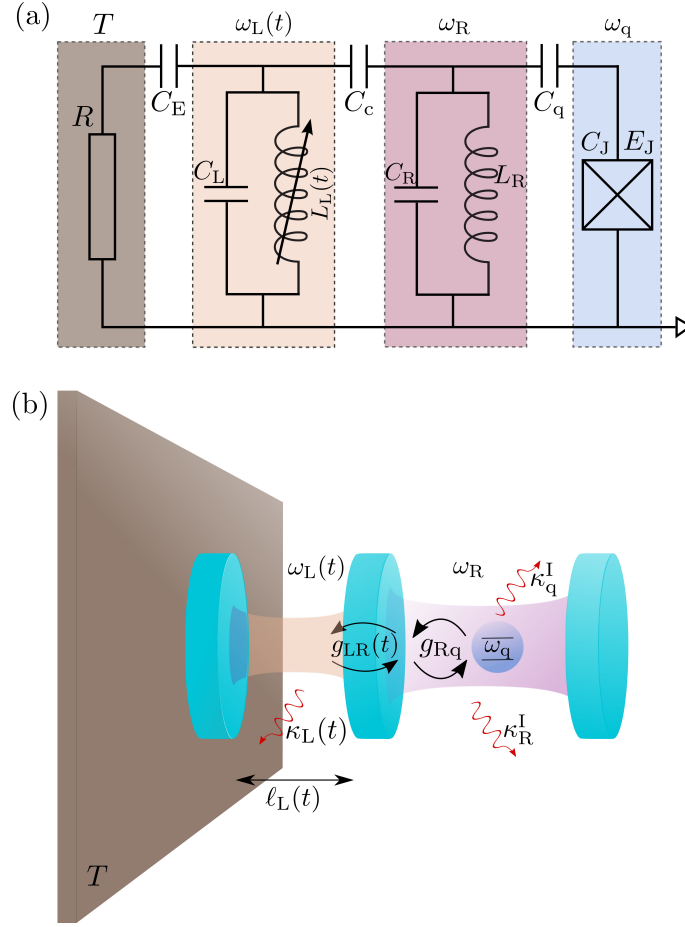 (a)
T ω_L(t) ω_R ω_q
R C_E C_c C_q
C_L L_L(t) C_R L_R C_J E_J
(b)
ω_L(t) ω_R κ_q^I
g_LR(t) g_Rq ω_q
κ_L(t) κ_R^I
ℓ_L(t)
T